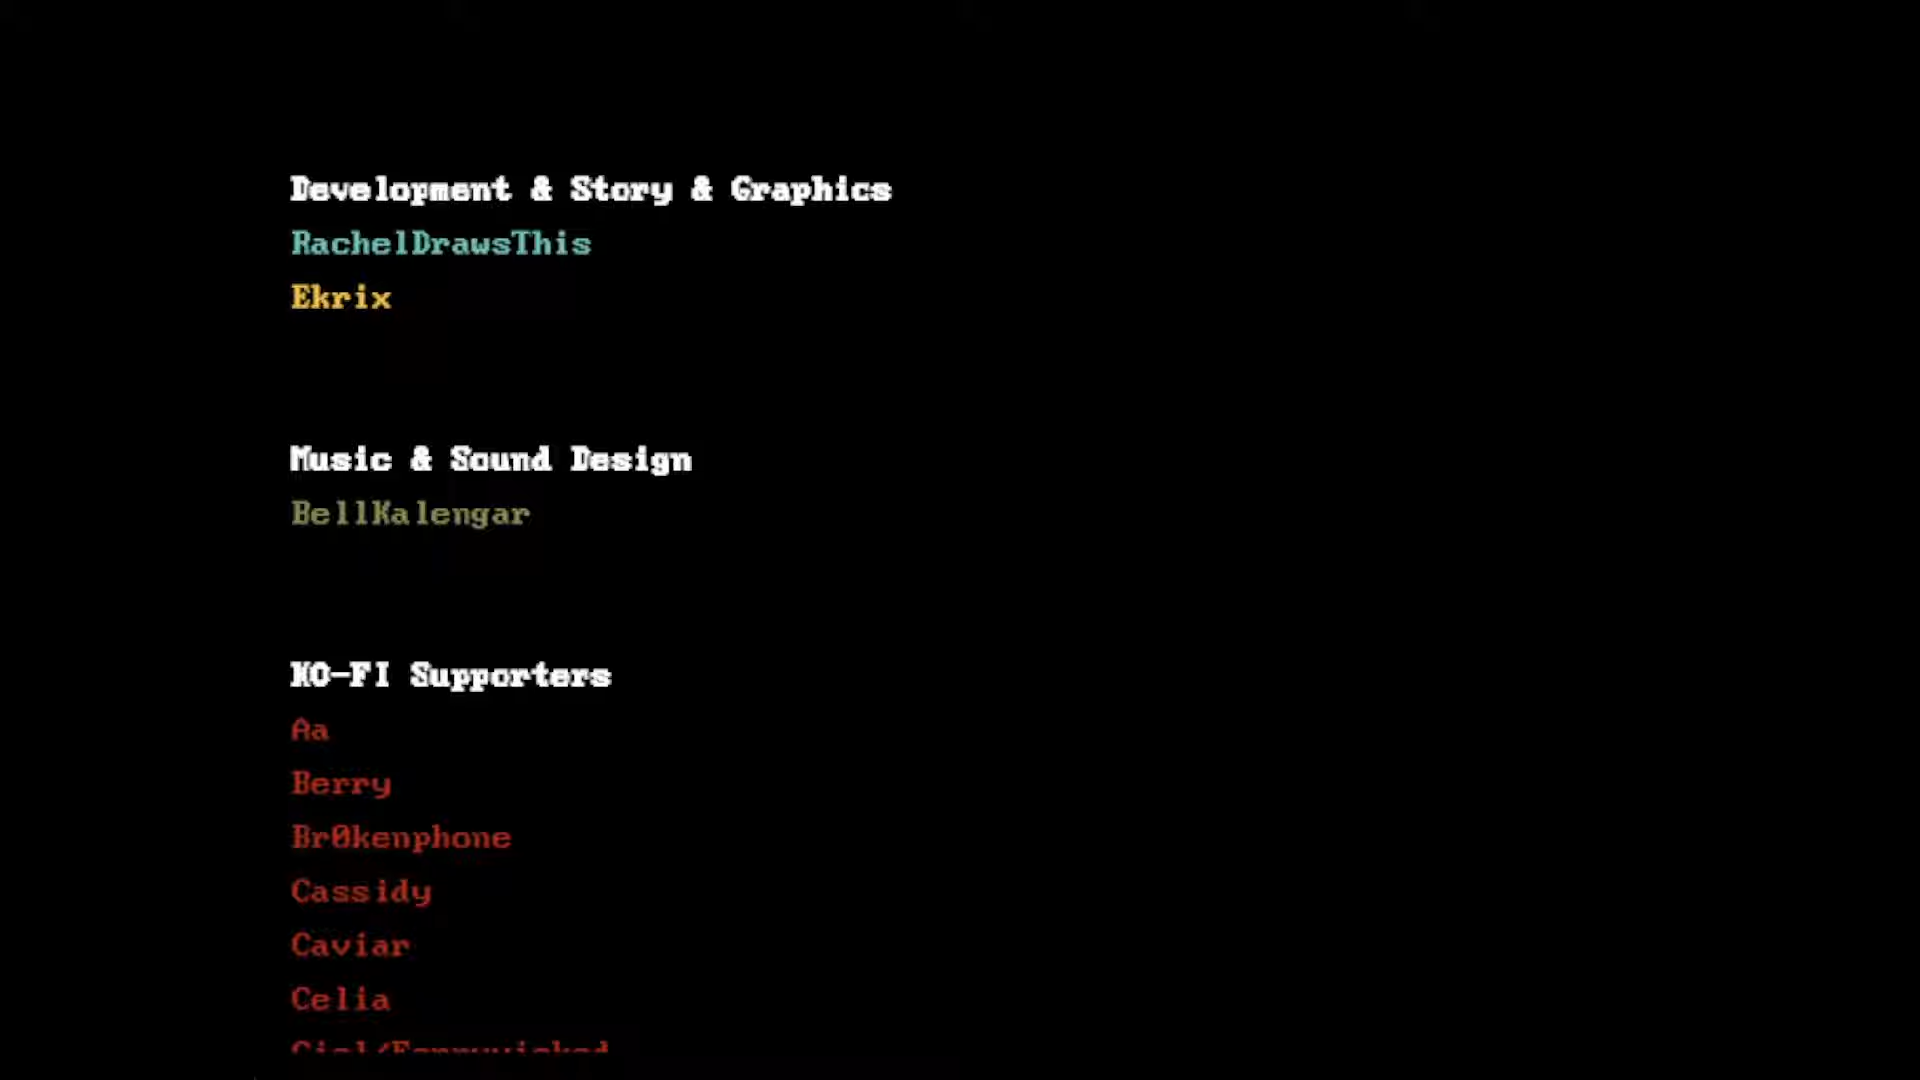 Development & Story & Graphics
RachelDrawsThis
Ekrix
Music & Sound Design
BellKalengar
KO-FI Supporters
Aa
Berry
Br0kenphone
Cassidy
Caviar
Celia